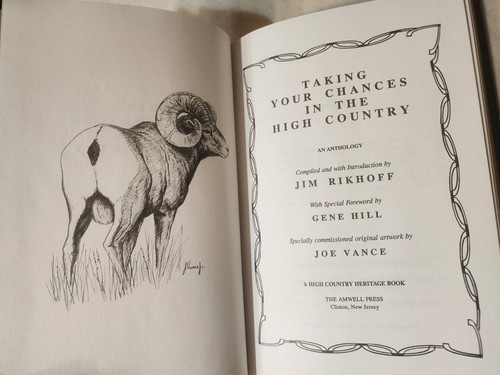 TAKING
YOUR CHANCES
IN THE
HIGH COUNTRY
AN ANTHOLOGY
Compiled and with Introduction by
JIM RIKHOFF
With Special Foreword by
GENE HILL
Specially commissioned original artwork by
JOE VANCE
A HIGH COUNTRY HERITAGE BOOK
THE AMWELL PRESS
Clinton, New Jersey